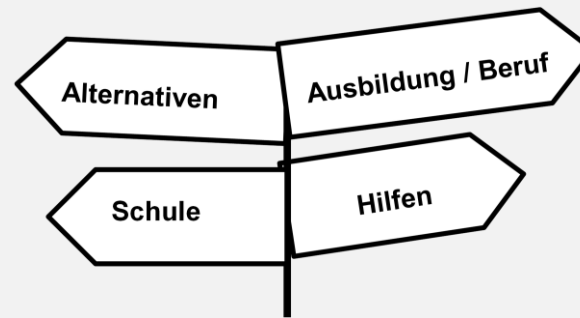 Alternativen
Ausbildung / Beruf
Schule
Hilfen